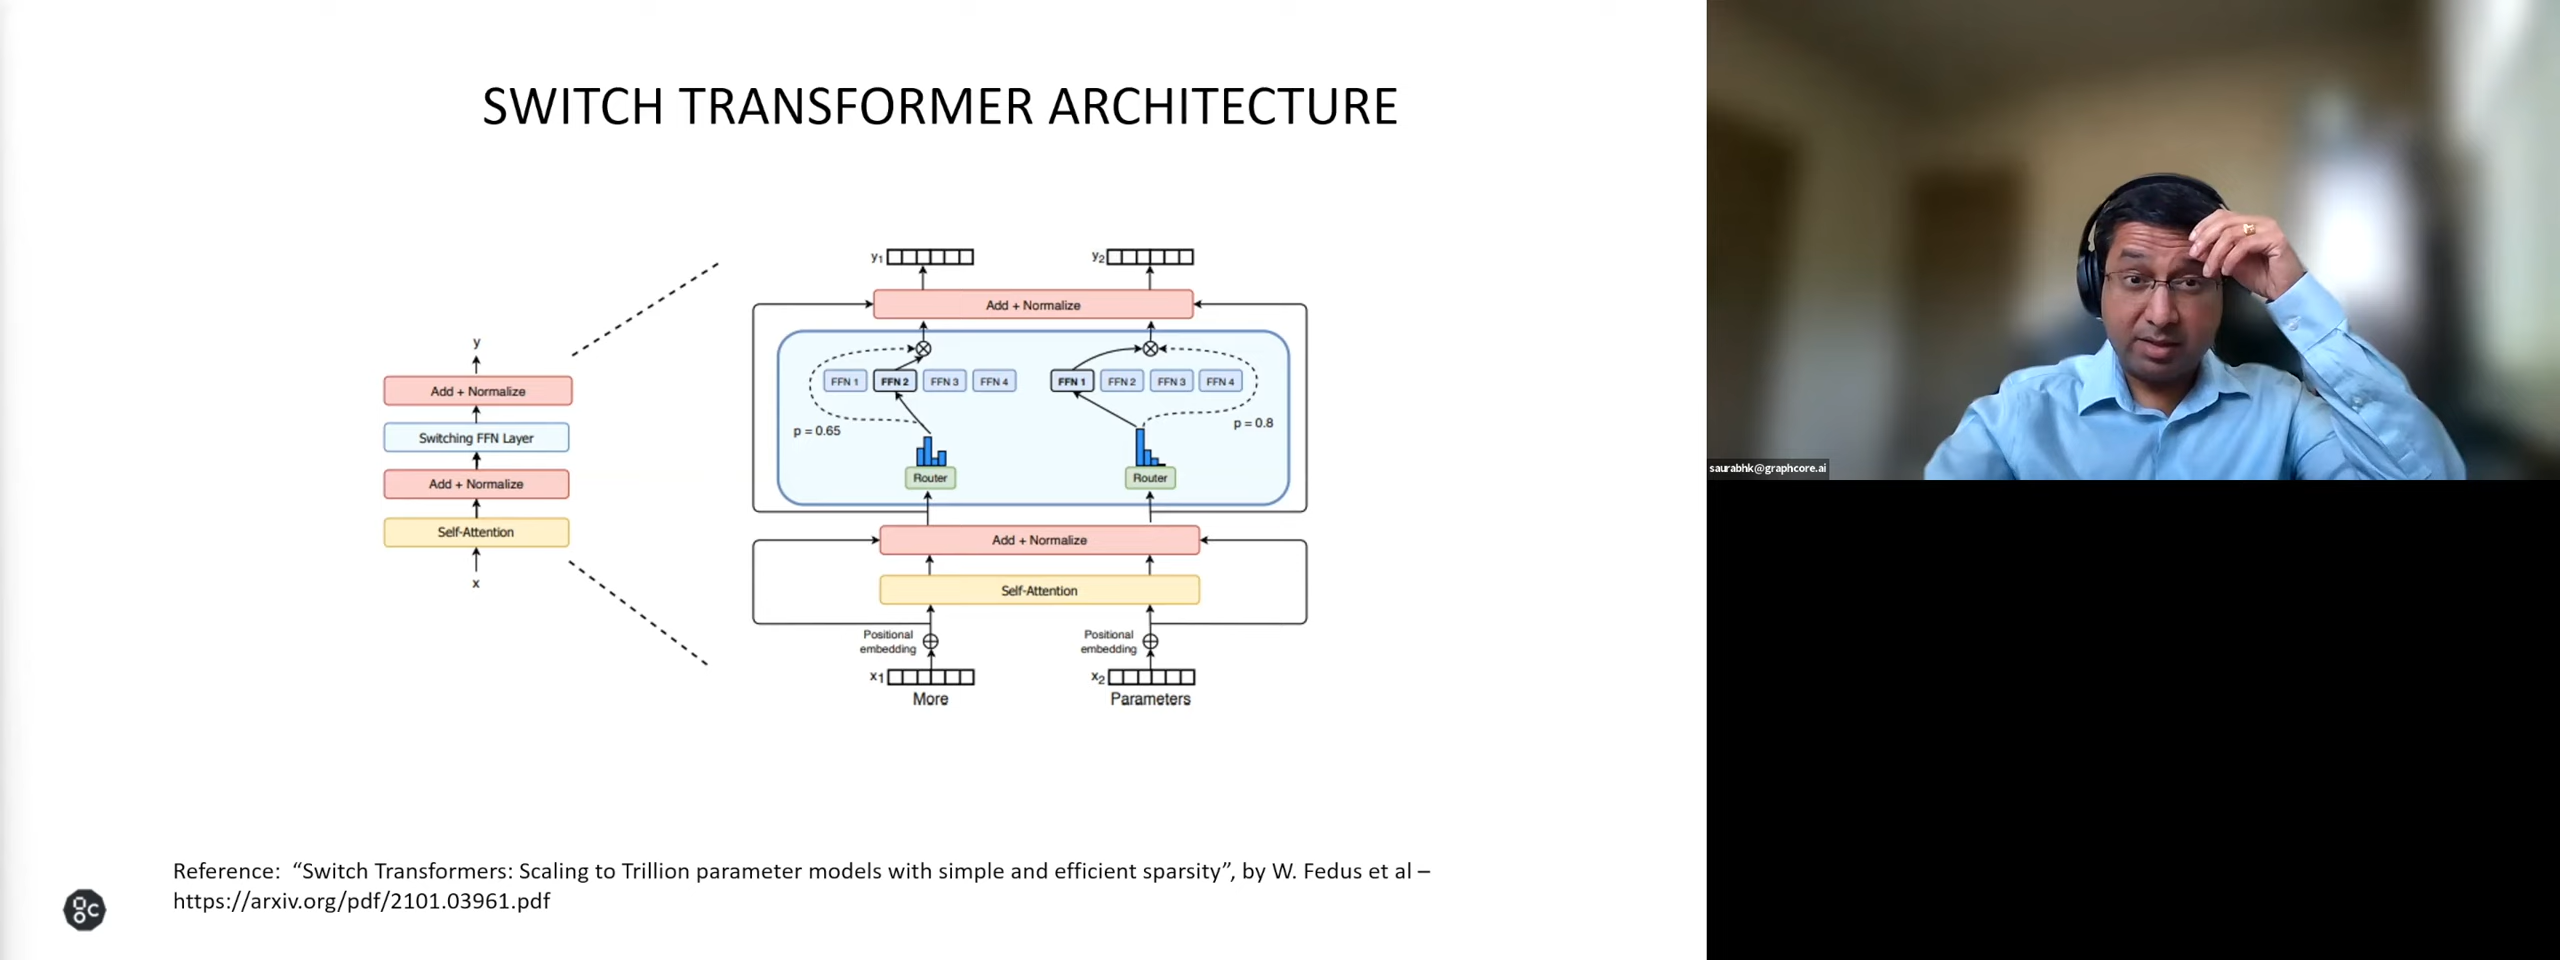 SWITCH TRANSFORMER ARCHITECTURE
y
Add + Normalize
Switching FFN Layer
Add + Normalize
Self-Attention
x
y1
y2
Add + Normalize
FFN 1 FFN 2 FFN 3 FFN 4
FFN 1 FFN 2 FFN 3 FFN 4
p = 0.65
p = 0.8
Router
Router
Add + Normalize
Self-Attention
Positional
embedding
Positional
embedding
x1
x2
More
Parameters
Reference: “Switch Transformers: Scaling to Trillion parameter models with simple and efficient sparsity”, by W. Fedus et al –
https://arxiv.org/pdf/2101.03961.pdf
gc
saurabhk@graphcore.ai